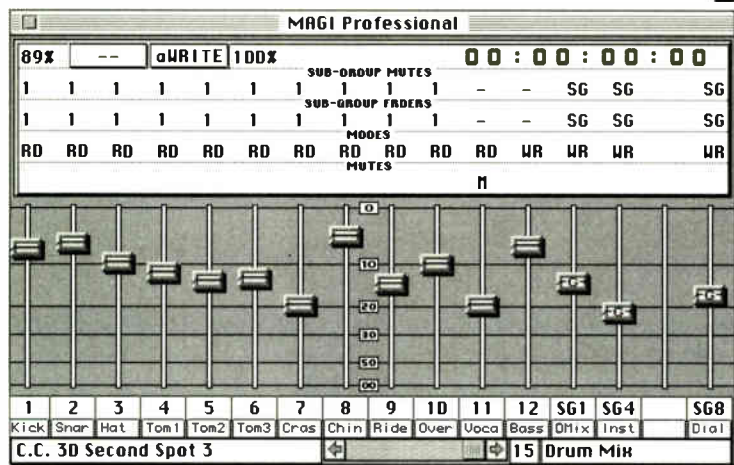 MAGI Professional
89% -- aWRITE 100% 00:00:00:00
SUB-GROUP MUTES
1 1 1 1 1 1 1 1 1 1 - - SG SG SG
SUB-GROUP FADERS
1 1 1 1 1 1 1 1 1 1 - - SG SG SG
MODES
RD RD RD RD RD RD RD RD RD RD RD WR WR WR WR
MUTES
M
0
10
20
30
50
00
G G G
1 2 3 4 5 6 7 8 9 10 11 12 SG1 SG4 SG8
Kick Snar Hat Tom1 Tom2 Tom3 Cras Chin Ride Over Voca Bass DMix Inst Dial
C.C. 3D Second Spot 3 15 Drum Mix